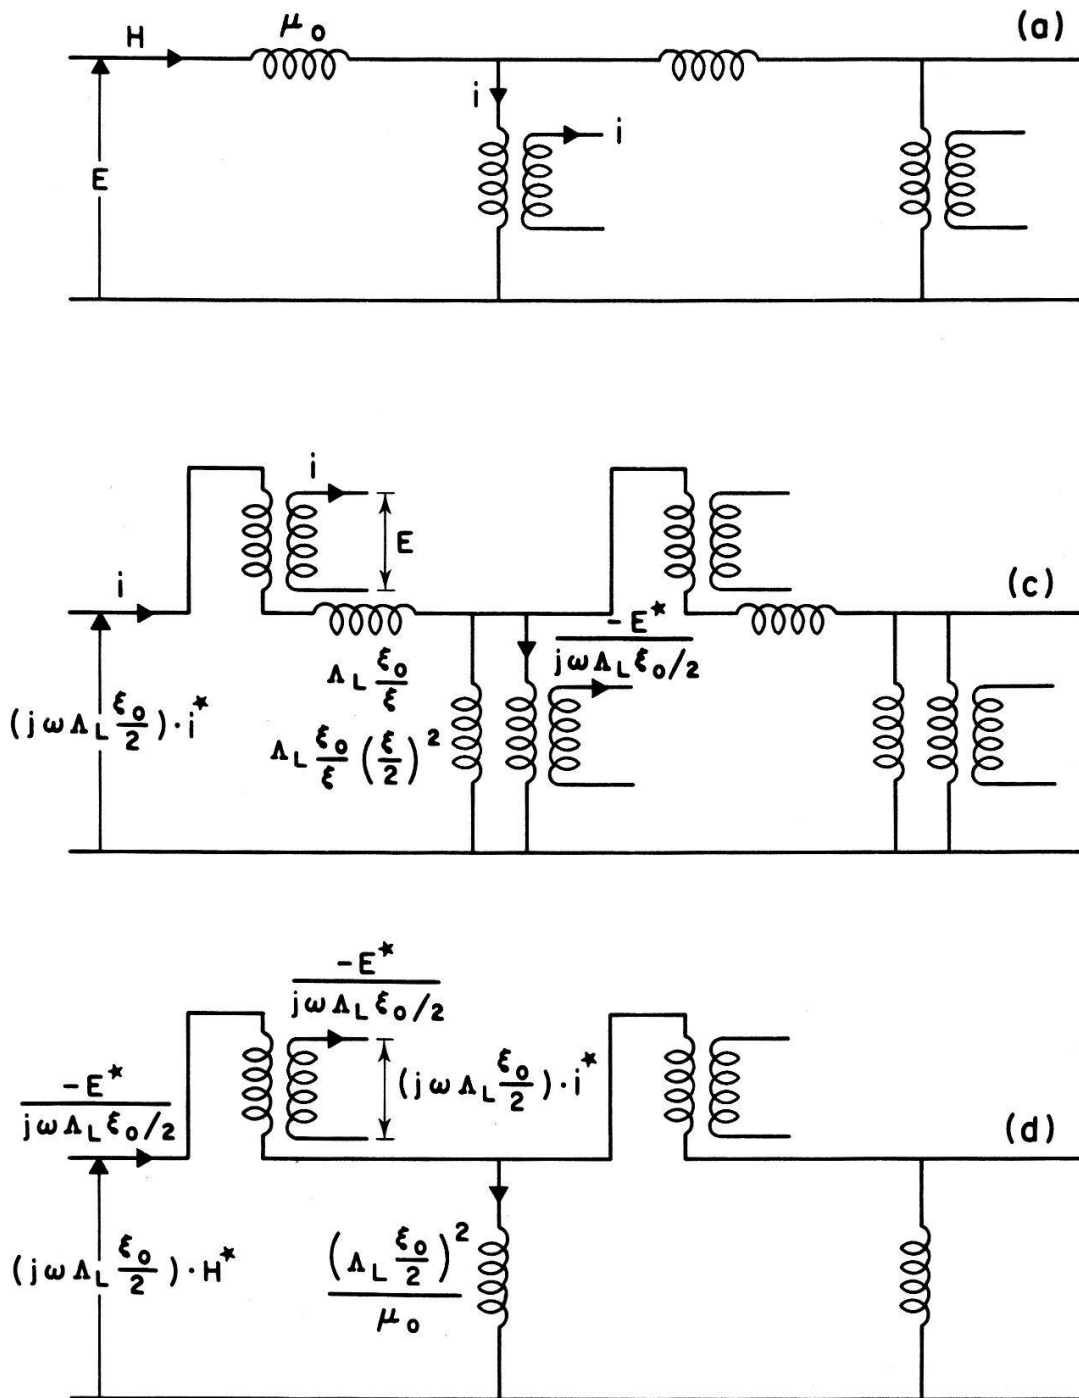 H
μ₀
(a)
i
i
E
i
E
i
(c)
-E*/(jωΛ_L ξ₀/2)
Λ_L ξ₀/ξ
(jωΛ_L ξ₀/2)·i*
Λ_L ξ₀/ξ (ξ/2)²
-E*/(jωΛ_L ξ₀/2)
(jωΛ_L ξ₀/2)·i*
-E*/(jωΛ_L ξ₀/2)
(d)
(jωΛ_L ξ₀/2)·H*
(Λ_L ξ₀/2)²/μ₀